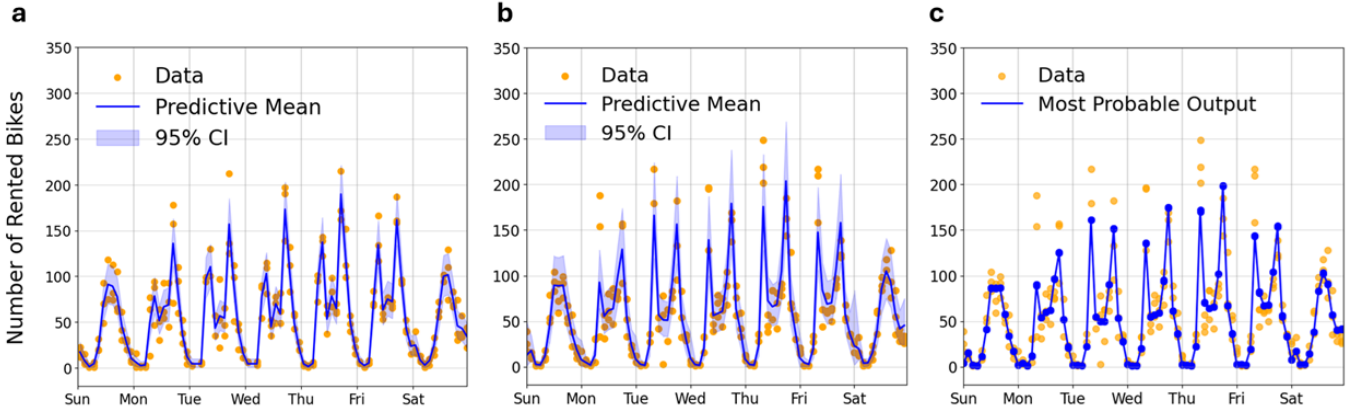 a
Number of Rented Bikes
350
300
250
200
150
100
50
0
Data
Predictive Mean
95% CI
Sun Mon Tue Wed Thu Fri Sat
b
350
300
250
200
150
100
50
0
Data
Predictive Mean
95% CI
Sun Mon Tue Wed Thu Fri Sat
c
350
300
250
200
150
100
50
0
Data
Most Probable Output
Sun Mon Tue Wed Thu Fri Sat